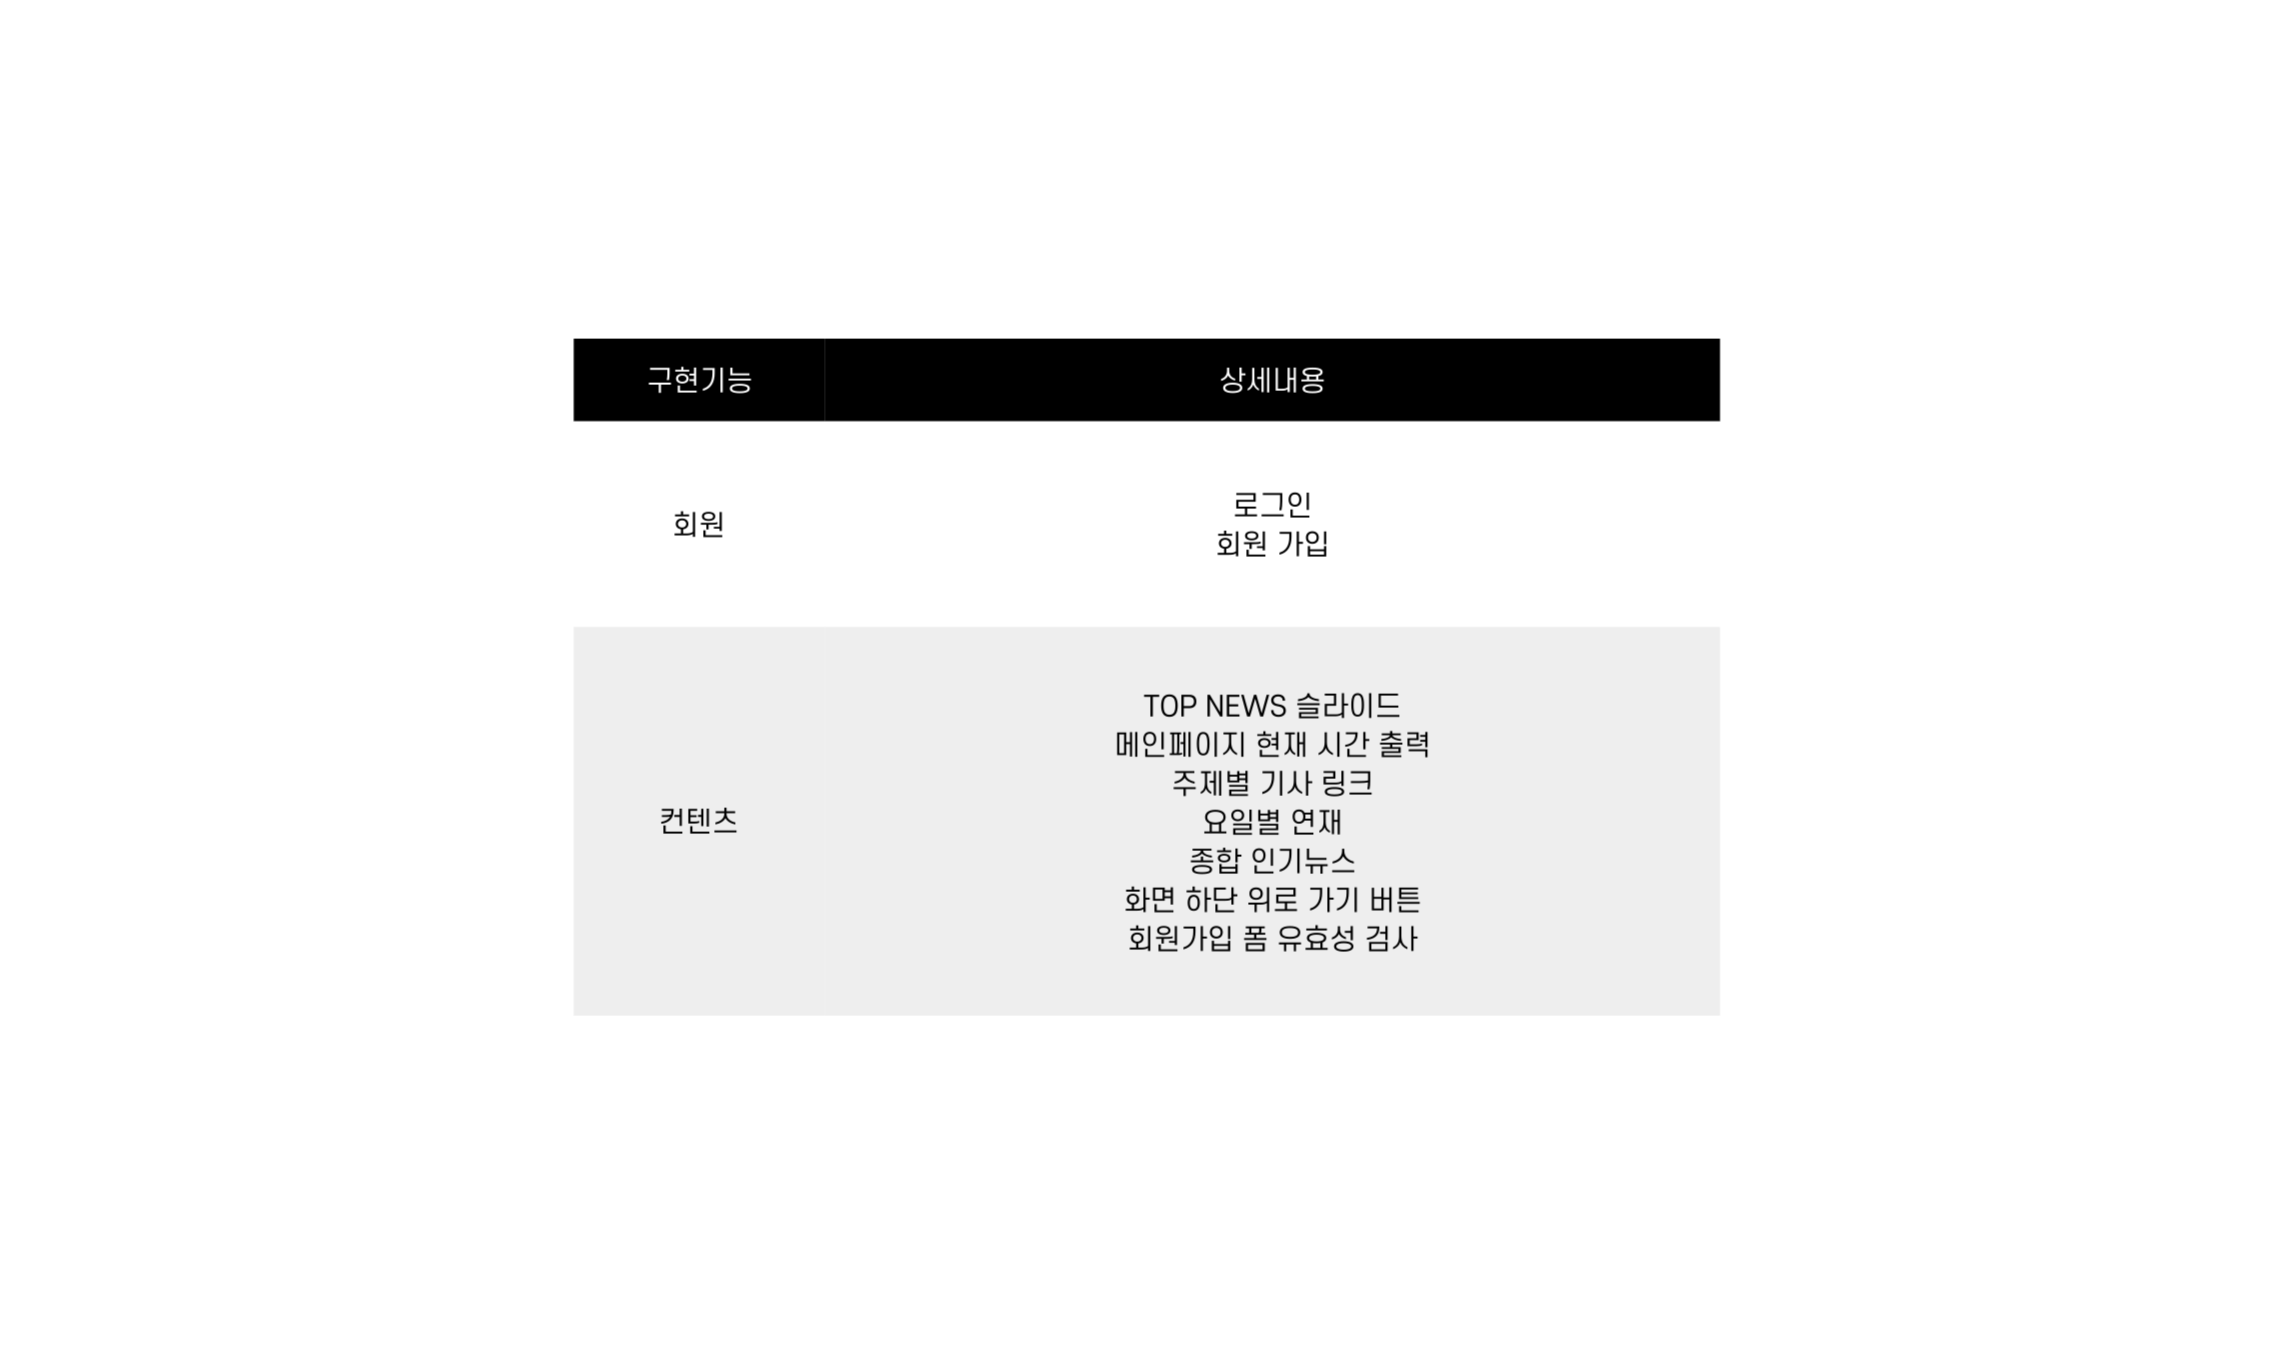 구현기능 상세내용
회원
로그인
회원 가입
컨텐츠
TOP NEWS 슬라이드
메인페이지 현재 시간 출력
주제별 기사 링크
요일별 연재
종합 인기뉴스
화면 하단 위로 가기 버튼
회원가입 폼 유효성 검사